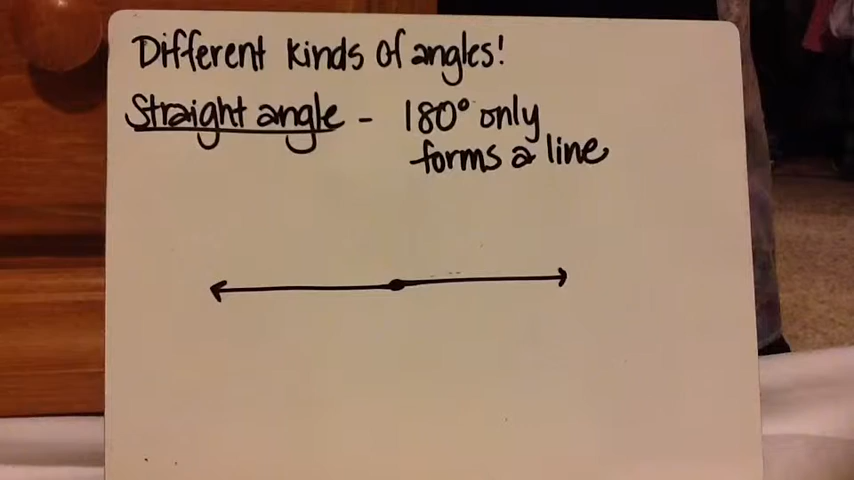 Different kinds of angles!
Straight angle - 180° only
forms a line